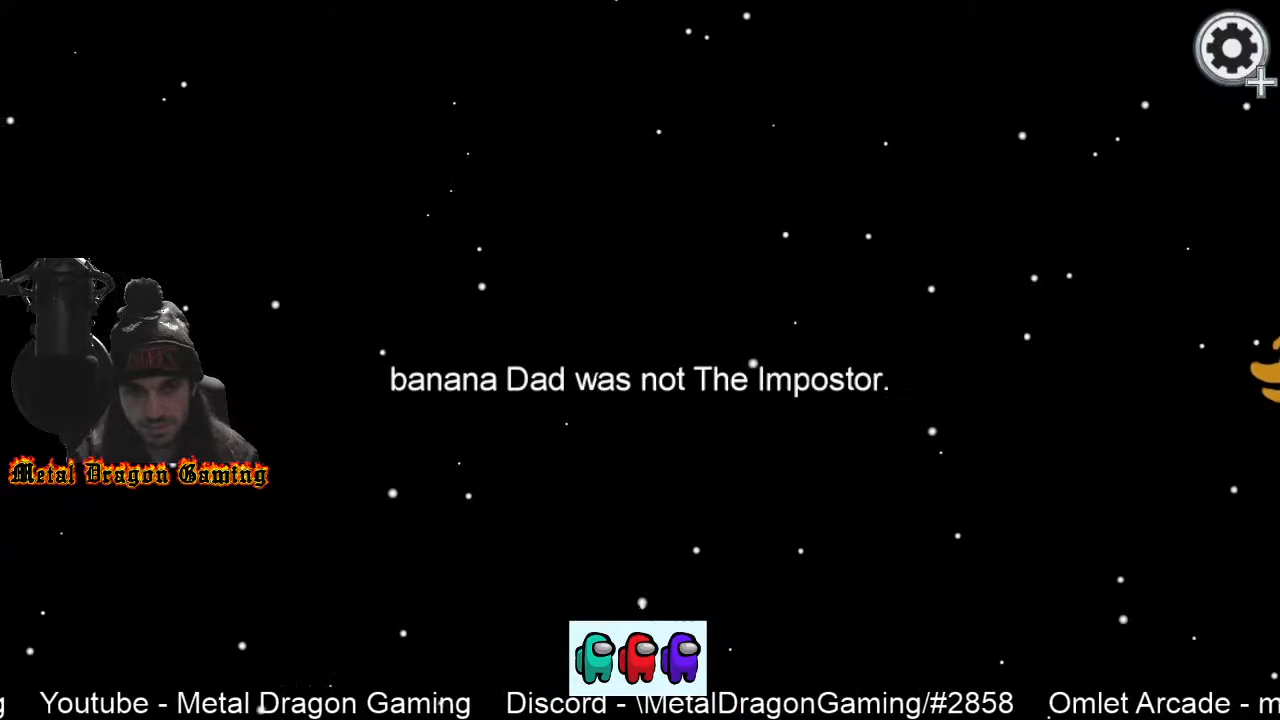 banana Dad was not The Impostor.
Metal Dragon Gaming
g Youtube - Metal Dragon Gaming Discord - \MetalDragonGaming/#2858 Omlet Arcade - m